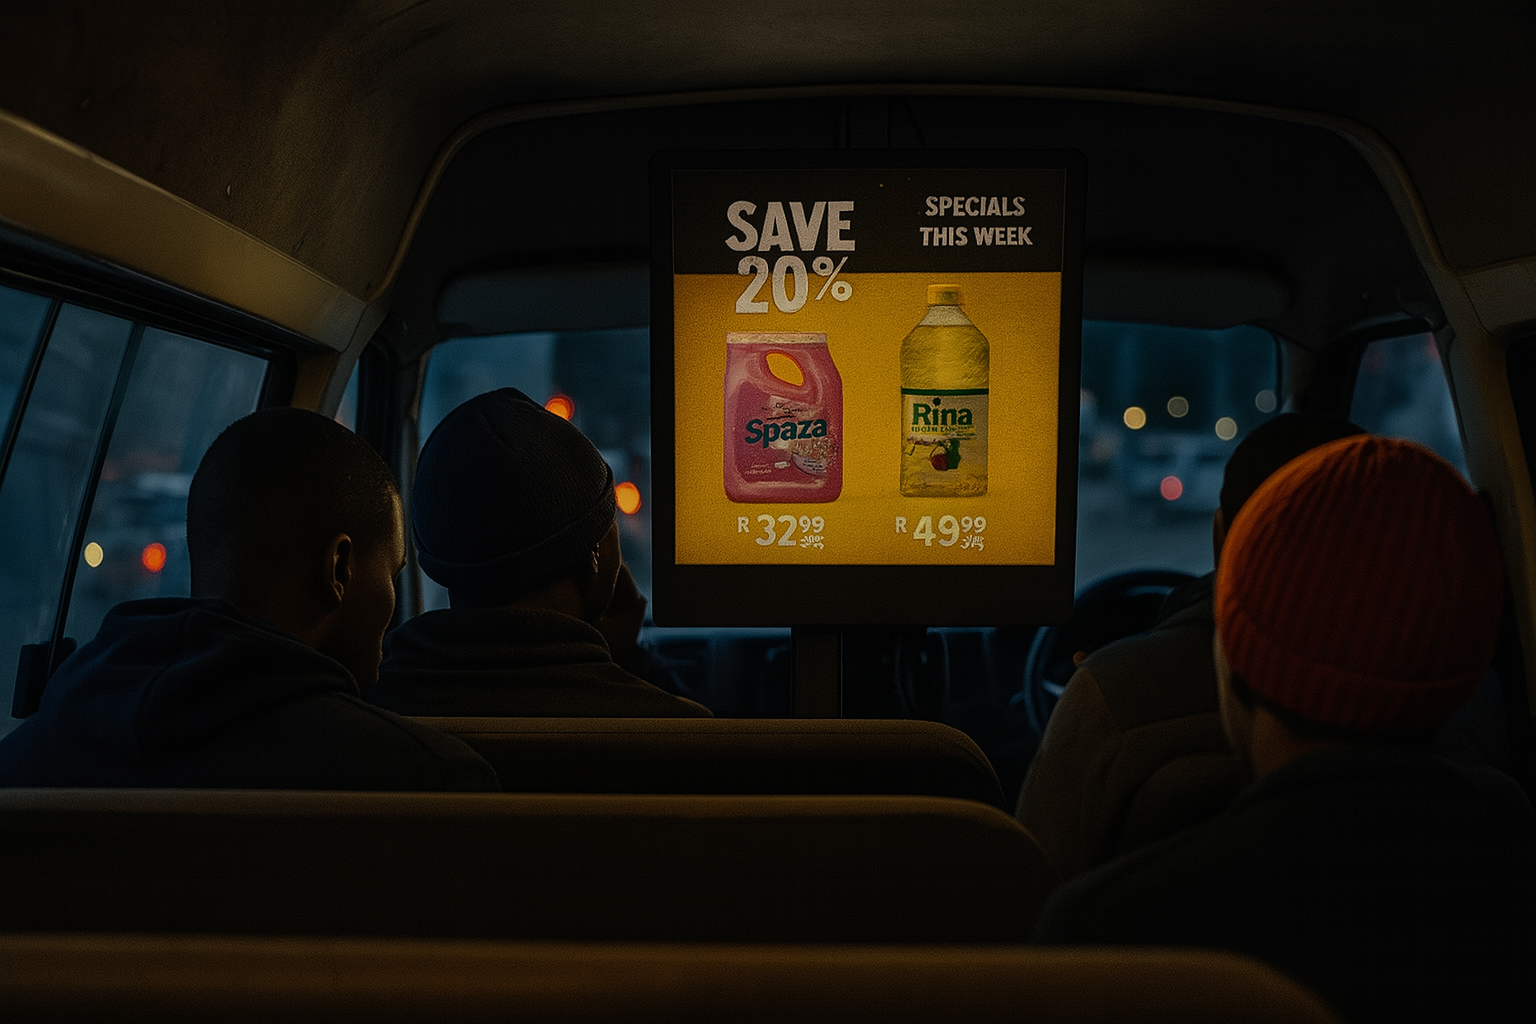 SAVE
20%
SPECIALS
THIS WEEK
Spaza
Rina
R 32.99
R 49.99